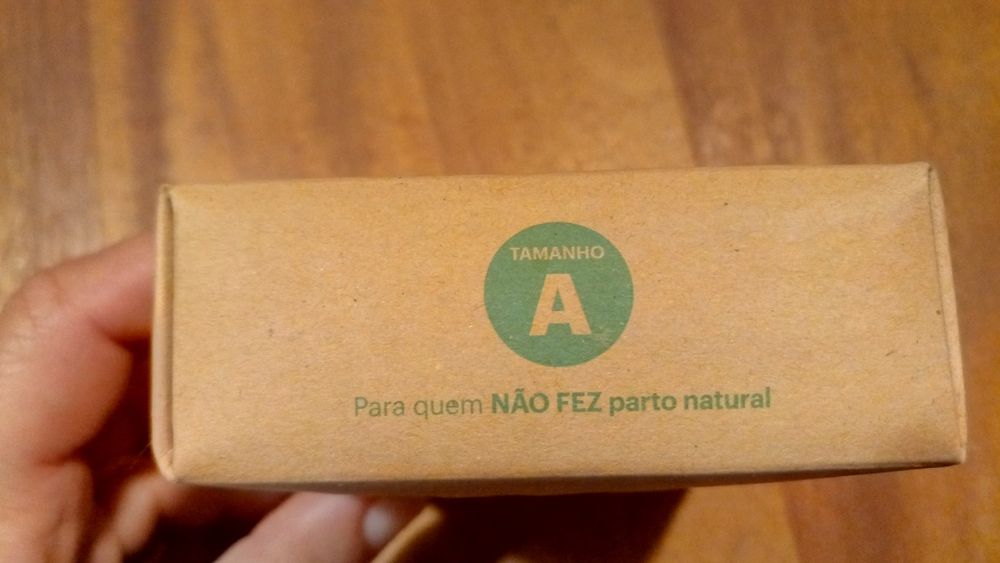 TAMANHO
A
Para quem NÃO FEZ parto natural